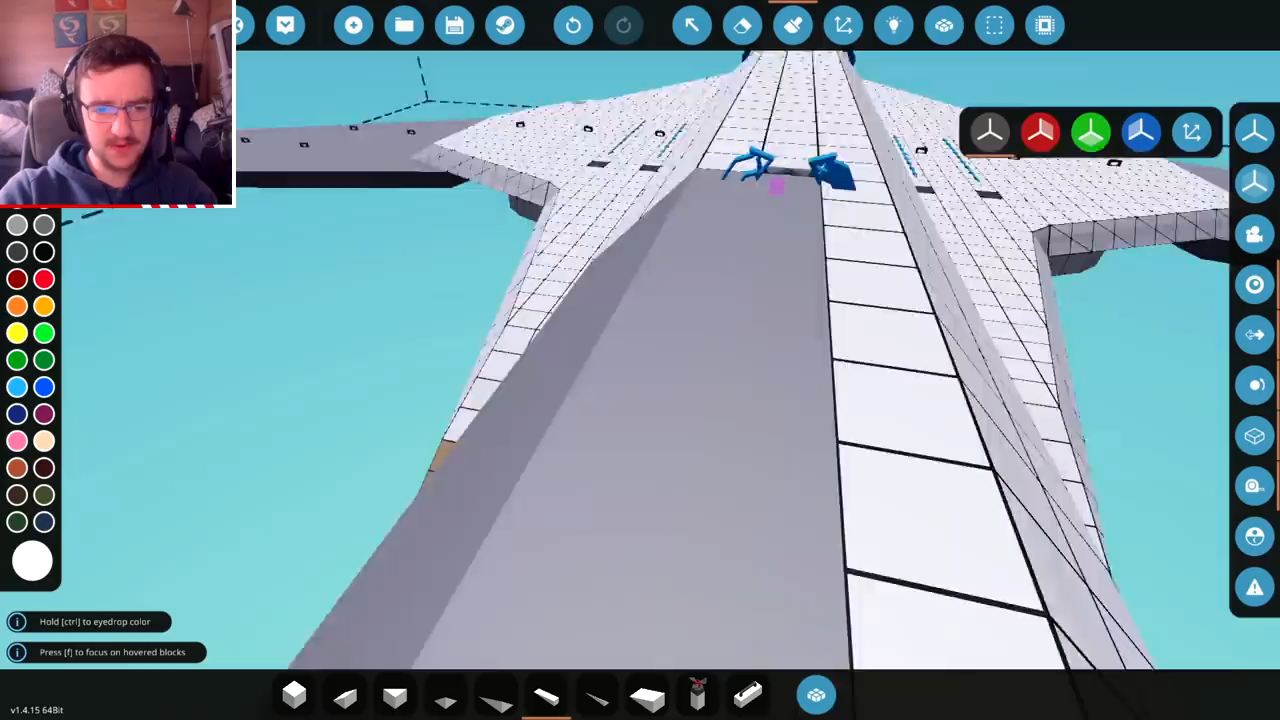 Hold [ctrl] to eyedrop color
Press [f] to focus on hovered blocks
v1.4.15 64Bit